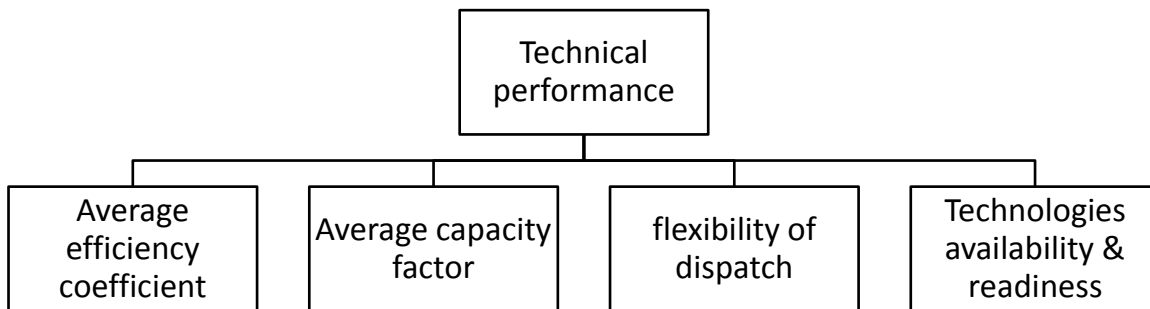 Technical
performance
Average
efficiency
coefficient
Average capacity
factor
flexibility of
dispatch
Technologies
availability &
readiness